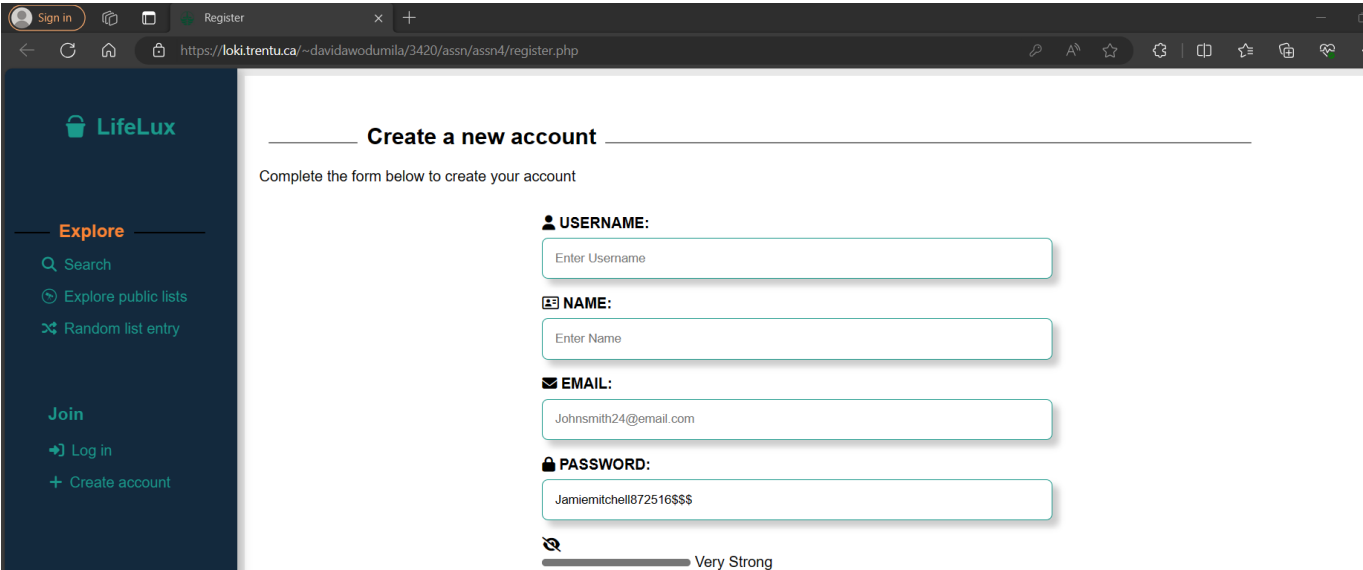 Sign in
Register
https://loki.trentu.ca/~davidawodumila/3420/assn/assn4/register.php
LifeLux
Explore
Search
Explore public lists
Random list entry
Join
Log in
Create account
Create a new account
Complete the form below to create your account
USERNAME:
Enter Username
NAME:
Enter Name
EMAIL:
Johnsmith24@email.com
PASSWORD:
Jamiemitchell872516$$$
Very Strong